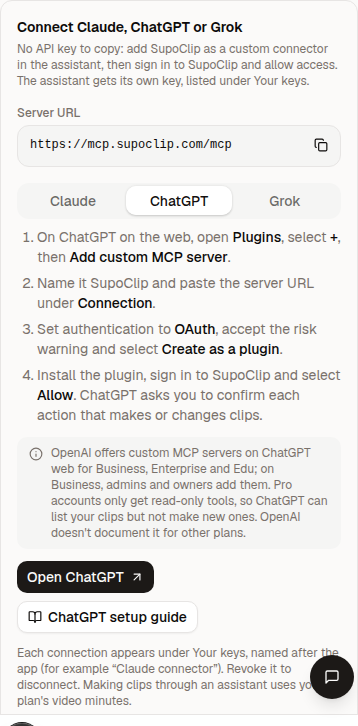 Connect Claude, ChatGPT or Grok
No API key to copy: add SupoClip as a custom connector
in the assistant, then sign in to SupoClip and allow access.
The assistant gets its own key, listed under Your keys.
Server URL
https://mcp.supoclip.com/mcp
Claude
ChatGPT
Grok
1. On ChatGPT on the web, open Plugins, select +,
then Add custom MCP server.
2. Name it SupoClip and paste the server URL
under Connection.
3. Set authentication to OAuth, accept the risk
warning and select Create as a plugin.
4. Install the plugin, sign in to SupoClip and select
Allow. ChatGPT asks you to confirm each
action that makes or changes clips.
OpenAI offers custom MCP servers on ChatGPT
web for Business, Enterprise and Edu; on
Business, admins and owners add them. Pro
accounts only get read-only tools, so ChatGPT can
list your clips but not make new ones. OpenAI
doesn't document it for other plans.
Open ChatGPT
ChatGPT setup guide
Each connection appears under Your keys, named after the
app (for example “Claude connector”). Revoke it to
disconnect. Making clips through an assistant uses
plan's video minutes.